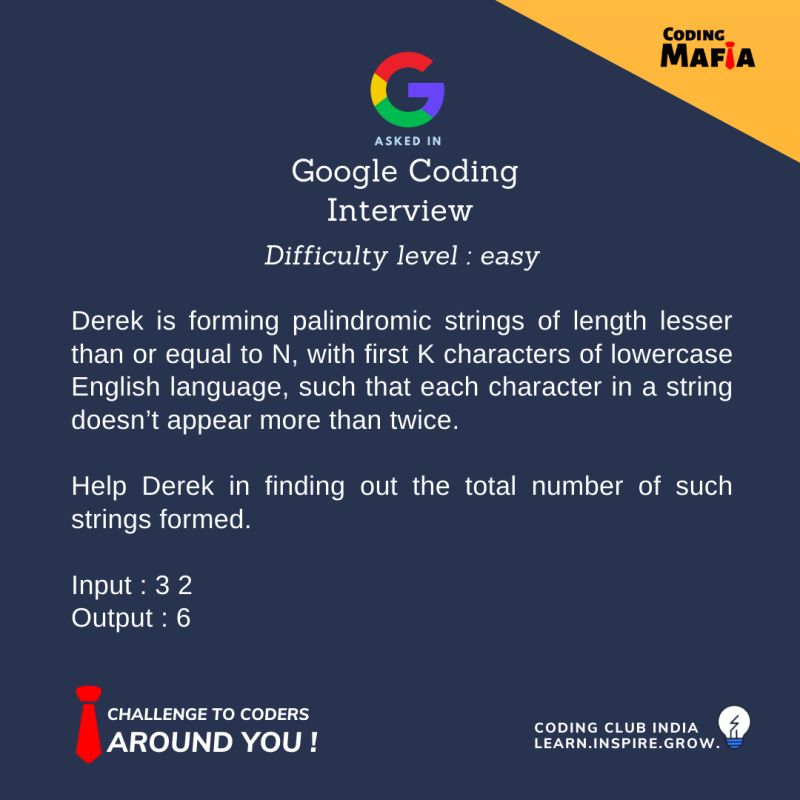 CODING
MAFIA
ASKED IN
Google Coding
Interview
Difficulty level : easy
Derek is forming palindromic strings of length lesser
than or equal to N, with first K characters of lowercase
English language, such that each character in a string
doesn’t appear more than twice.
Help Derek in finding out the total number of such
strings formed.
Input : 3 2
Output : 6
CHALLENGE TO CODERS
AROUND YOU !
CODING CLUB INDIA
LEARN.INSPIRE.GROW.